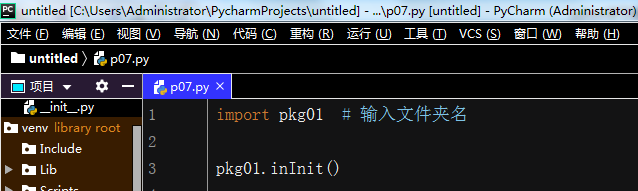 PC untitled [C:\Users\Administrator\PycharmProjects\untitled] - ...\p07.py [untitled] - PyCharm (Administrator)
文件 (F) 编辑 (E) 视图 (V) 导航 (N) 代码 (C) 重构 (R) 运行 (U) 工具 (T) VCS (S) 窗口 (W) 帮助 (H)
untitled p07.py
项目 p07.py ×
__init__.py
venv library root
Include
Lib
Scripts
1 import pkg01 # 输入文件夹名
2
3 pkg01.inInit()